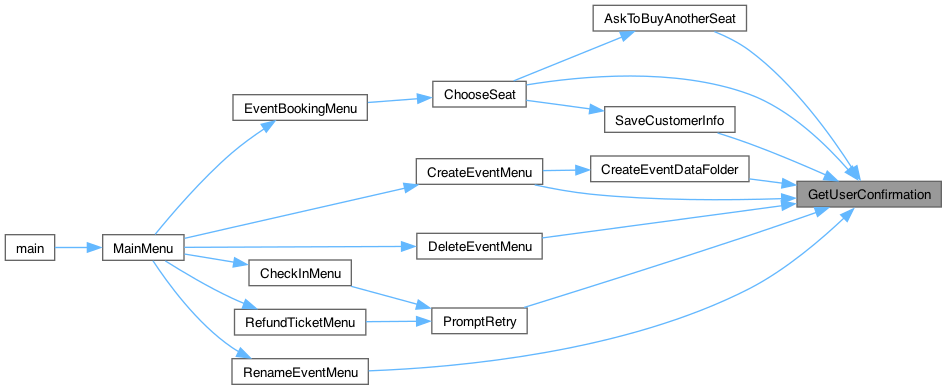 AskToBuyAnotherSeat
ChooseSeat
EventBookingMenu
SaveCustomerInfo
CreateEventMenu
CreateEventDataFolder
GetUserConfirmation
main
MainMenu
DeleteEventMenu
CheckInMenu
RefundTicketMenu
PromptRetry
RenameEventMenu